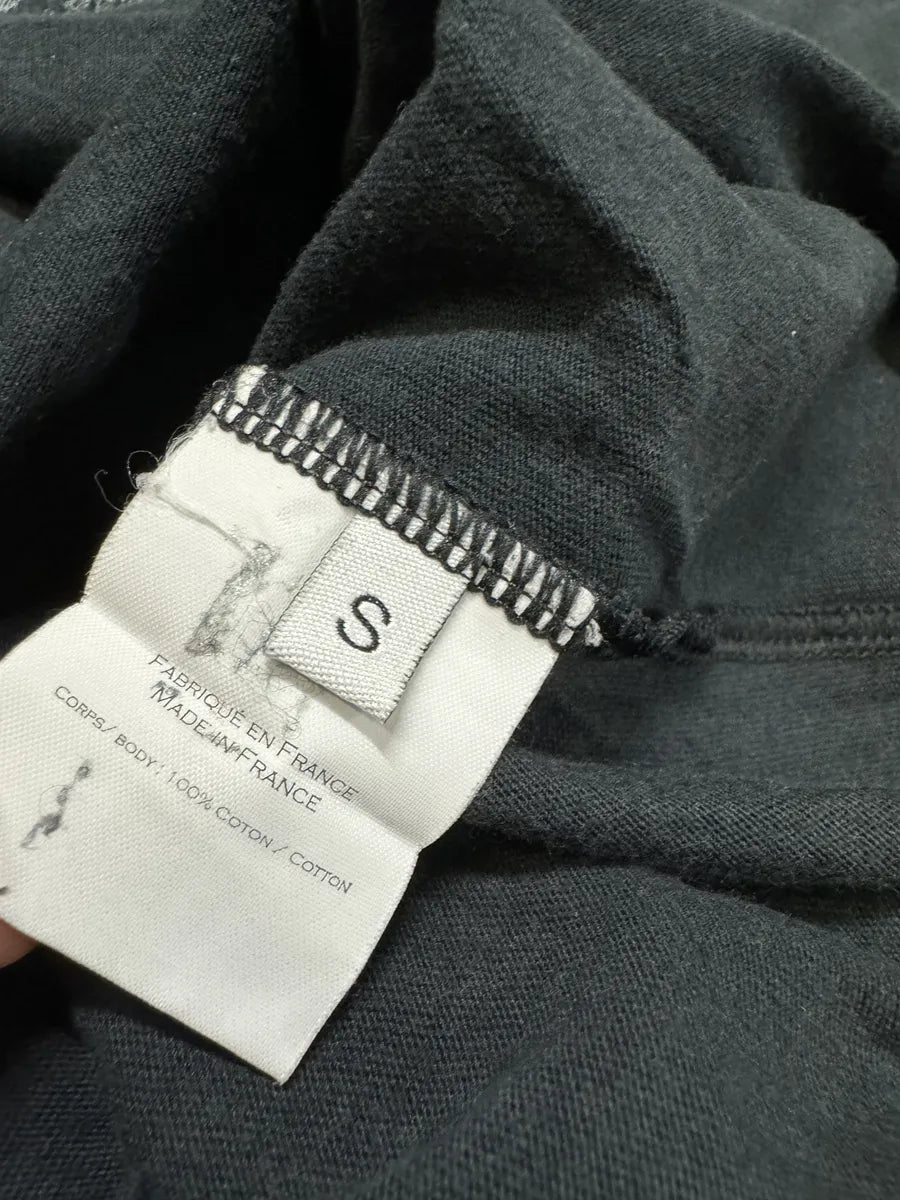 S
FABRIQUÉ EN FRANCE
MADE IN FRANCE
CORPS/ BODY : 100% COTON / COTTON